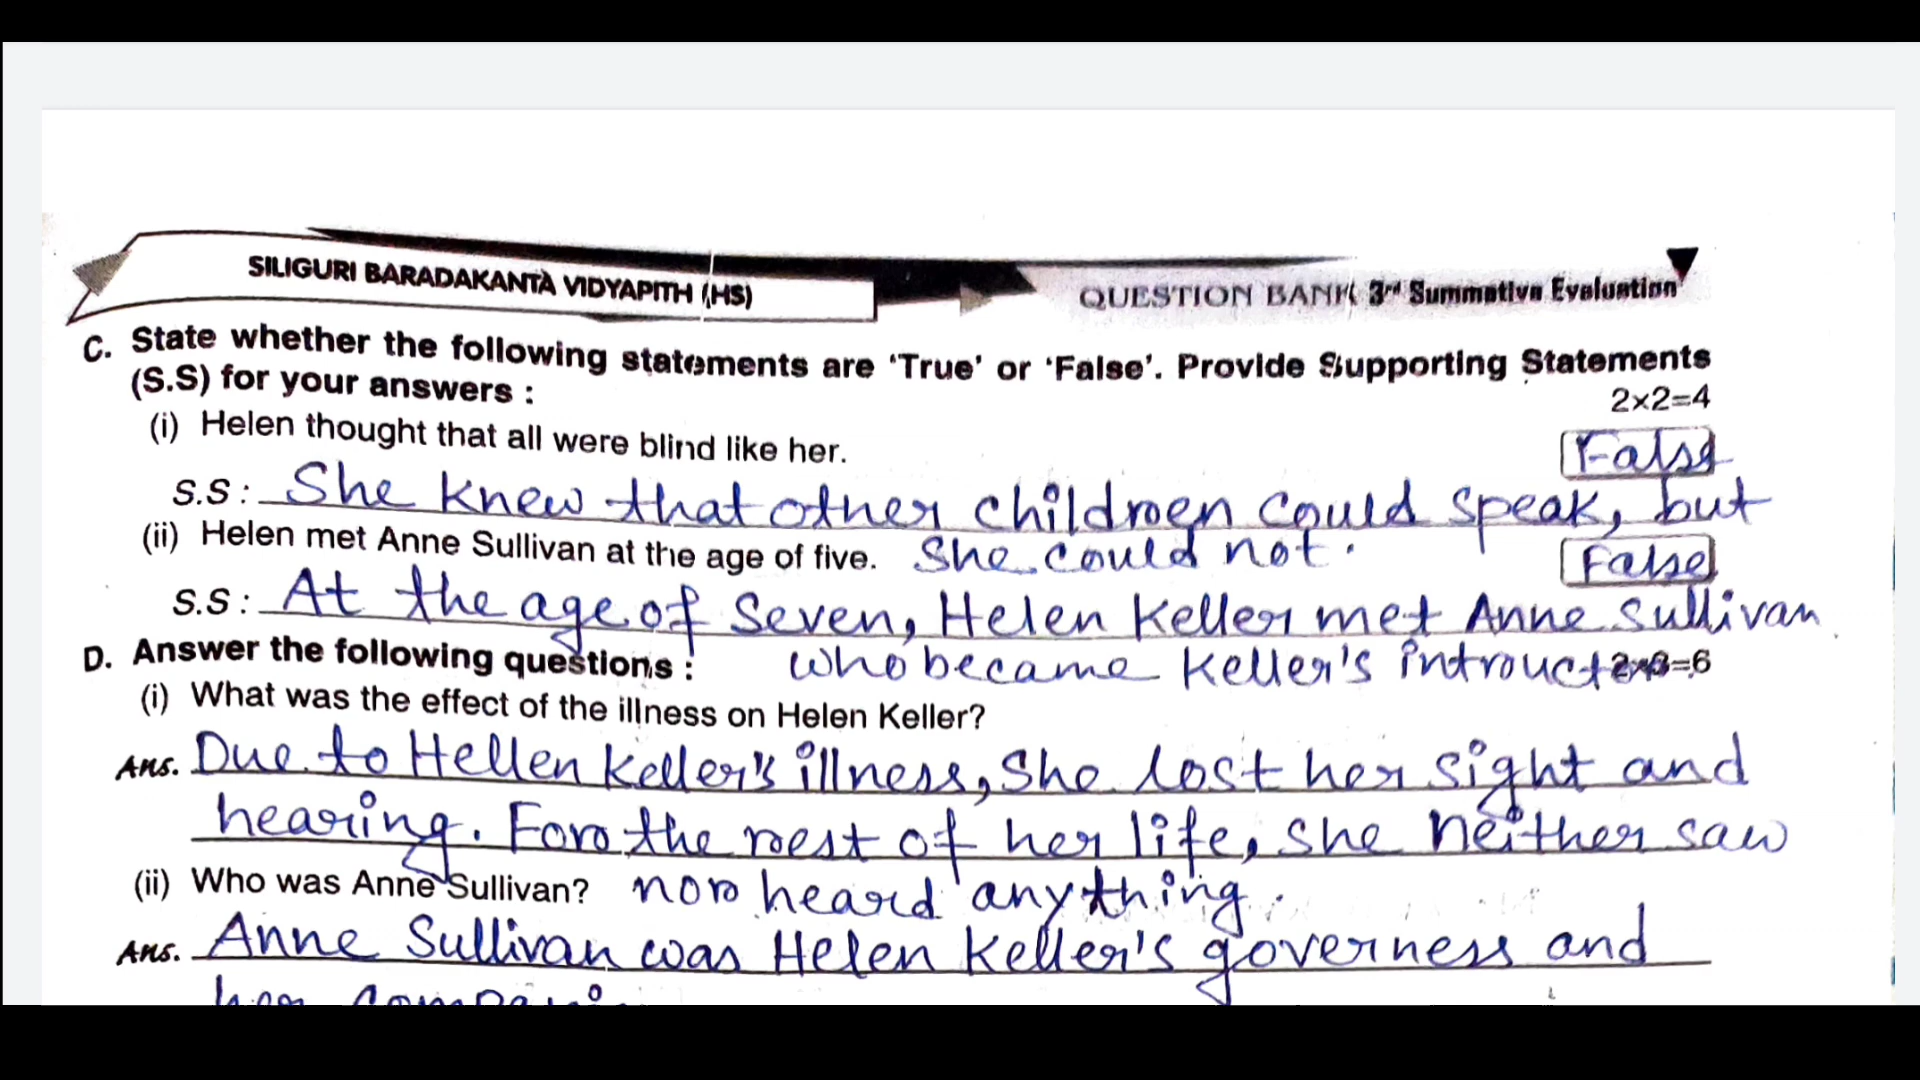 SILIGURI BARADAKANTA VIDYAPITH (HS)
QUESTION BANK 3rd Summative Evaluation
C. State whether the following statements are 'True' or 'False'. Provide Supporting Statements
(S.S) for your answers :
2×2=4
(i) Helen thought that all were blind like her.
False
S.S : She knew that other children could speak, but
(ii) Helen met Anne Sullivan at the age of five. She could not.
False
S.S : At the age of Seven, Helen Keller met Anne Sullivan
D. Answer the following questions : who became Keller's introuctor 2×3=6
(i) What was the effect of the illness on Helen Keller?
Ans. Due to Hellen Keller's illness, She lost her sight and
hearing. For the rest of her life, she neither saw
(ii) Who was Anne Sullivan? nor heard anything.
Ans. Anne Sullivan was Helen Keller's governess and
her